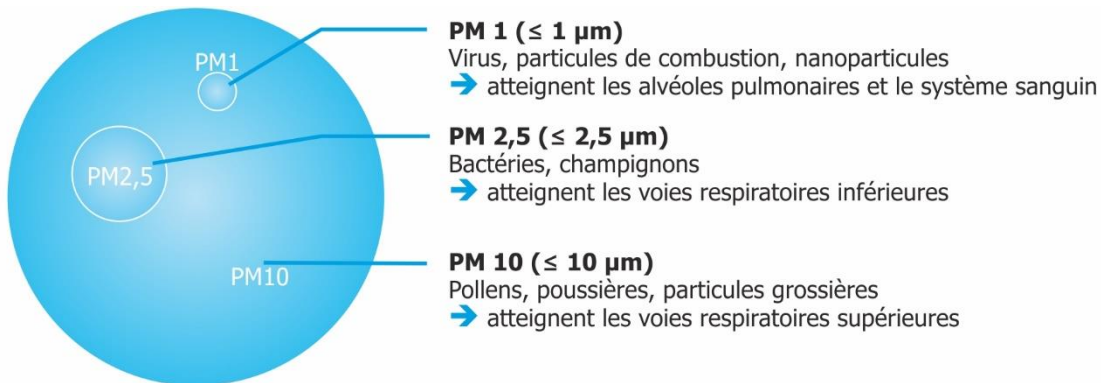 PM1
PM2,5
PM10
PM 1 (≤ 1 µm)
Virus, particules de combustion, nanoparticules
➔ atteignent les alvéoles pulmonaires et le système sanguin
PM 2,5 (≤ 2,5 µm)
Bactéries, champignons
➔ atteignent les voies respiratoires inférieures
PM 10 (≤ 10 µm)
Pollens, poussières, particules grossières
➔ atteignent les voies respiratoires supérieures